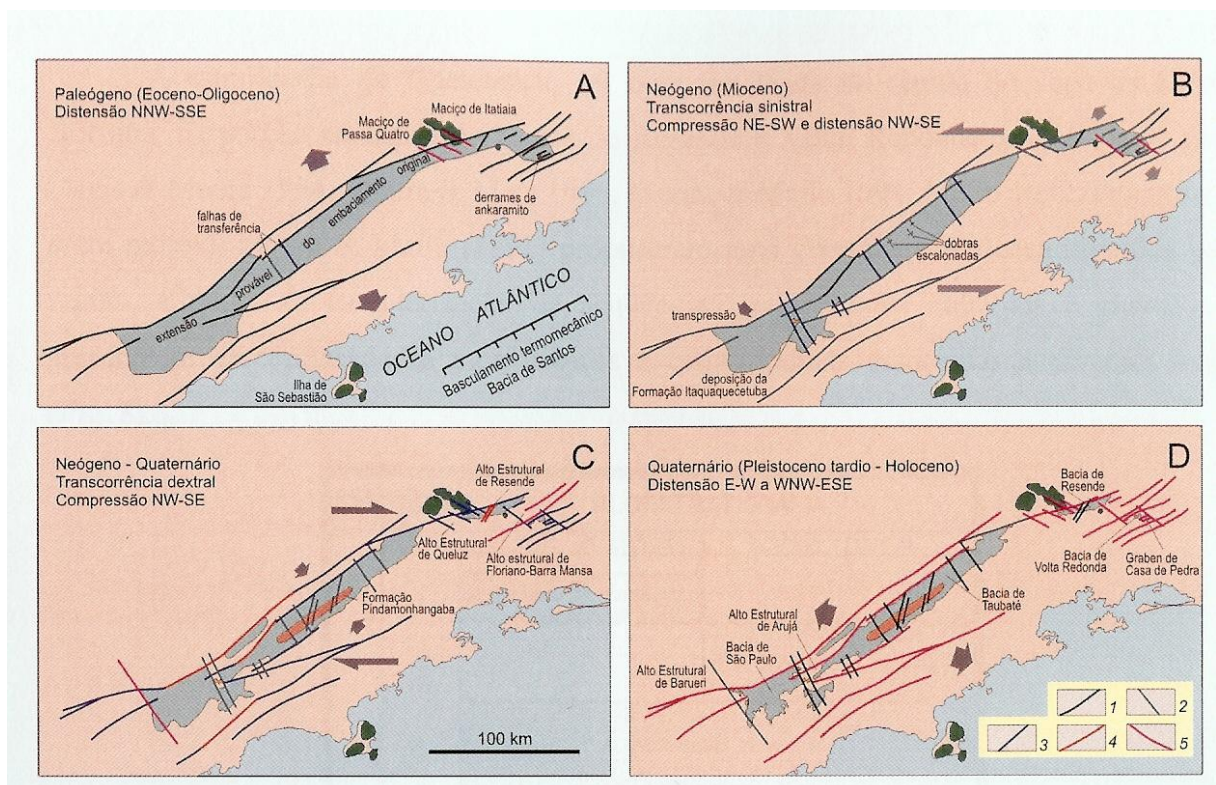 A
Paleógeno (Eoceno-Oligoceno)
Distensão NNW-SSE
Maciço de Itatiaia
Maciço de
Passa Quatro
falhas de
transferência
extensão provável do embaciamento original
derrames de
ankaramito
OCEANO ATLÂNTICO
Basculamento termomecânico
Bacia de Santos
Ilha de
São Sebastião
B
Neógeno (Mioceno)
Transcorrência sinistral
Compressão NE-SW e distensão NW-SE
dobras
escalonadas
transpressão
deposição da
Formação Itaquaquecetuba
C
Neógeno - Quaternário
Transcorrência dextral
Compressão NW-SE
Alto Estrutural
de Resende
Alto Estrutural
de Queluz
Alto estrutural de
Floriano-Barra Mansa
Formação
Pindamonhangaba
100 km
D
Quaternário (Pleistoceno tardio - Holoceno)
Distensão E-W a WNW-ESE
Bacia de
Resende
Bacia de
Volta Redonda
Graben de
Casa de Pedra
Bacia de
Taubaté
Alto Estrutural
de Arujá
Bacia de
São Paulo
Alto Estrutural
de Barueri
1
2
3
4
5